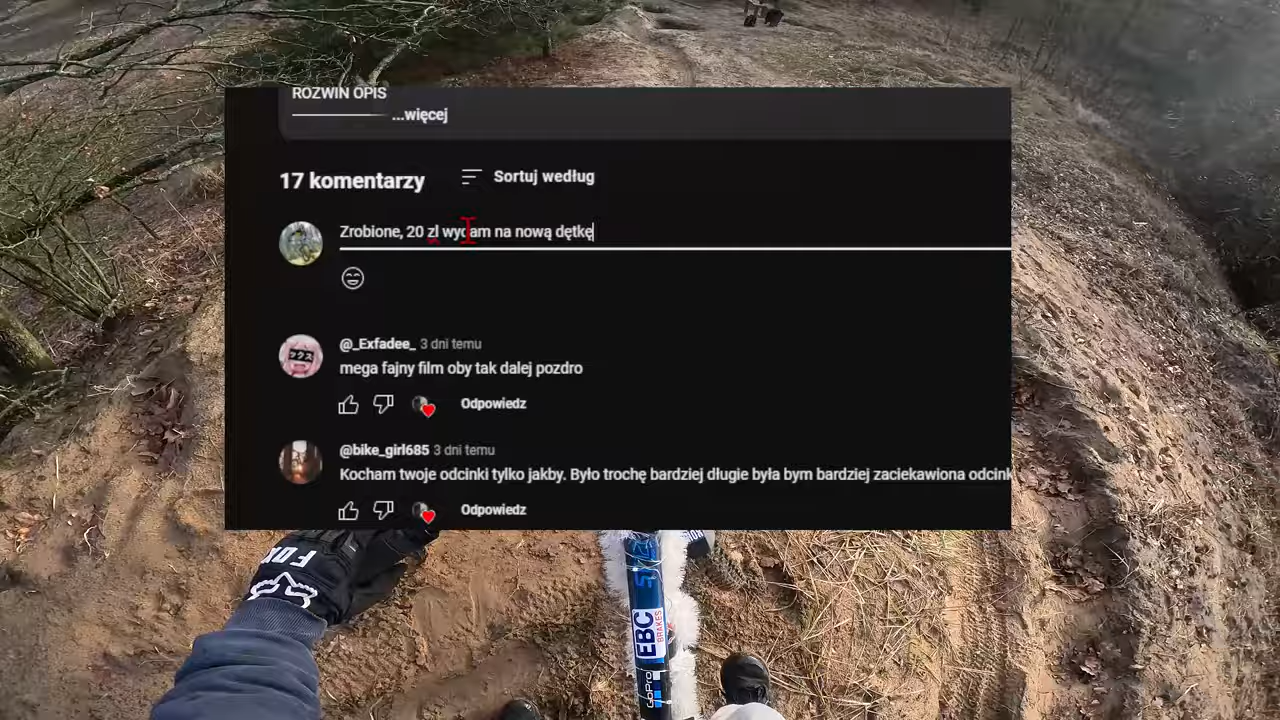 ROZWIŃ OPIS
...więcej
17 komentarzy
Sortuj według
Zrobione, 20 zl wydam na nową dętkę
@_Exfadee_ 3 dni temu
mega fajny film oby tak dalej pozdro
Odpowiedz
@bike_girl685 3 dni temu
Kocham twoje odcinki tylko jakby. Było trochę bardziej długie była bym bardziej zaciekawiona odcink
Odpowiedz
FOX
EBC
BRAKES
GoPro